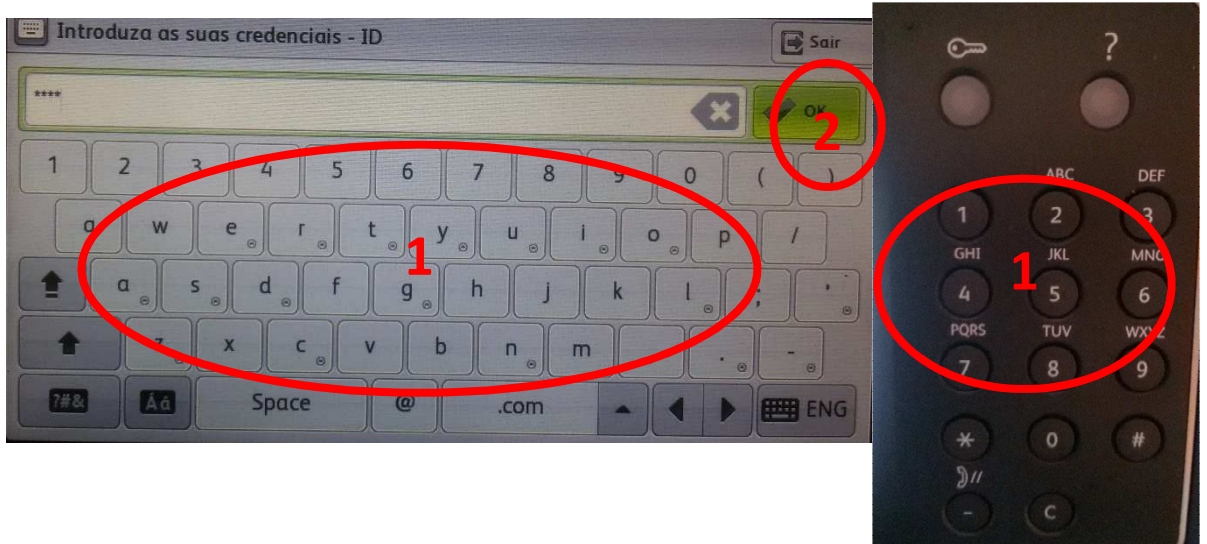 Introduza as suas credenciais - ID
Sair
****
OK
2
1 2 3 4 5 6 7 8 9 0 ( )
q w e r t y u i o p /
1
a s d f g h j k l ; '
z x c v b n m . -
?#& Áá Space @ .com ENG
?
ABC DEF
1 2 3
GHI JKL MNO
1
4 5 6
PQRS TUV WXYZ
7 8 9
* 0 #
- C